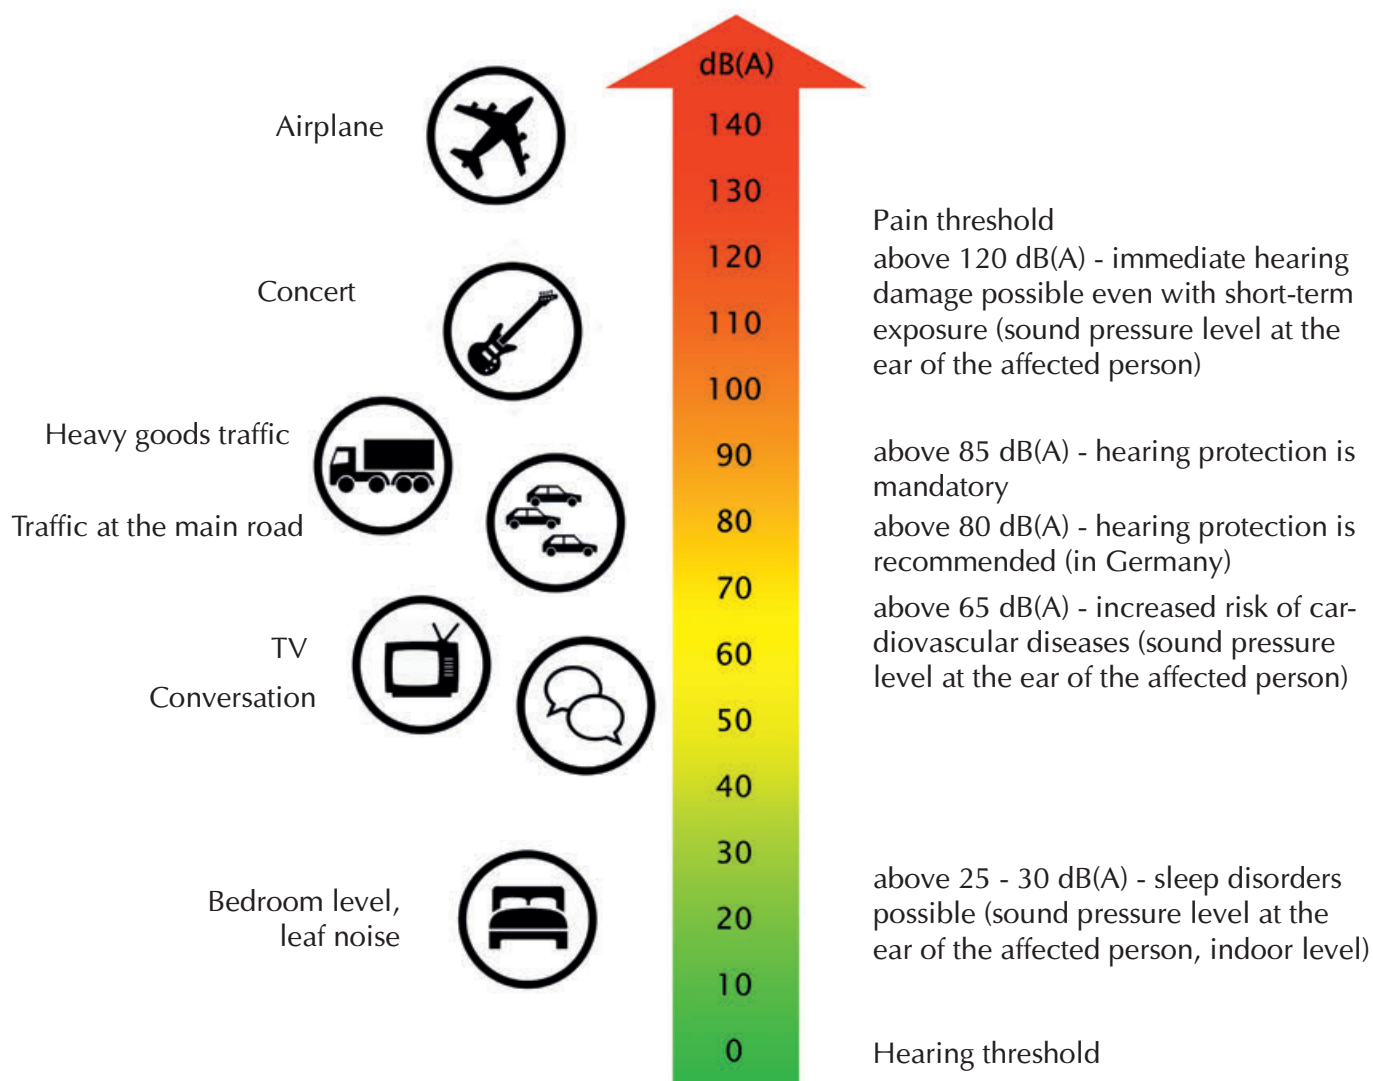 dB(A)
Airplane
140
130
Pain threshold
above 120 dB(A) - immediate hearing
damage possible even with short-term
exposure (sound pressure level at the
ear of the affected person)
120
Concert
110
100
Heavy goods traffic
90
above 85 dB(A) - hearing protection is
mandatory
Traffic at the main road
80
above 80 dB(A) - hearing protection is
recommended (in Germany)
70
above 65 dB(A) - increased risk of car-
diovascular diseases (sound pressure
level at the ear of the affected person)
TV
60
Conversation
50
40
30
Bedroom level,
leaf noise
20
above 25 - 30 dB(A) - sleep disorders
possible (sound pressure level at the
ear of the affected person, indoor level)
10
0
Hearing threshold